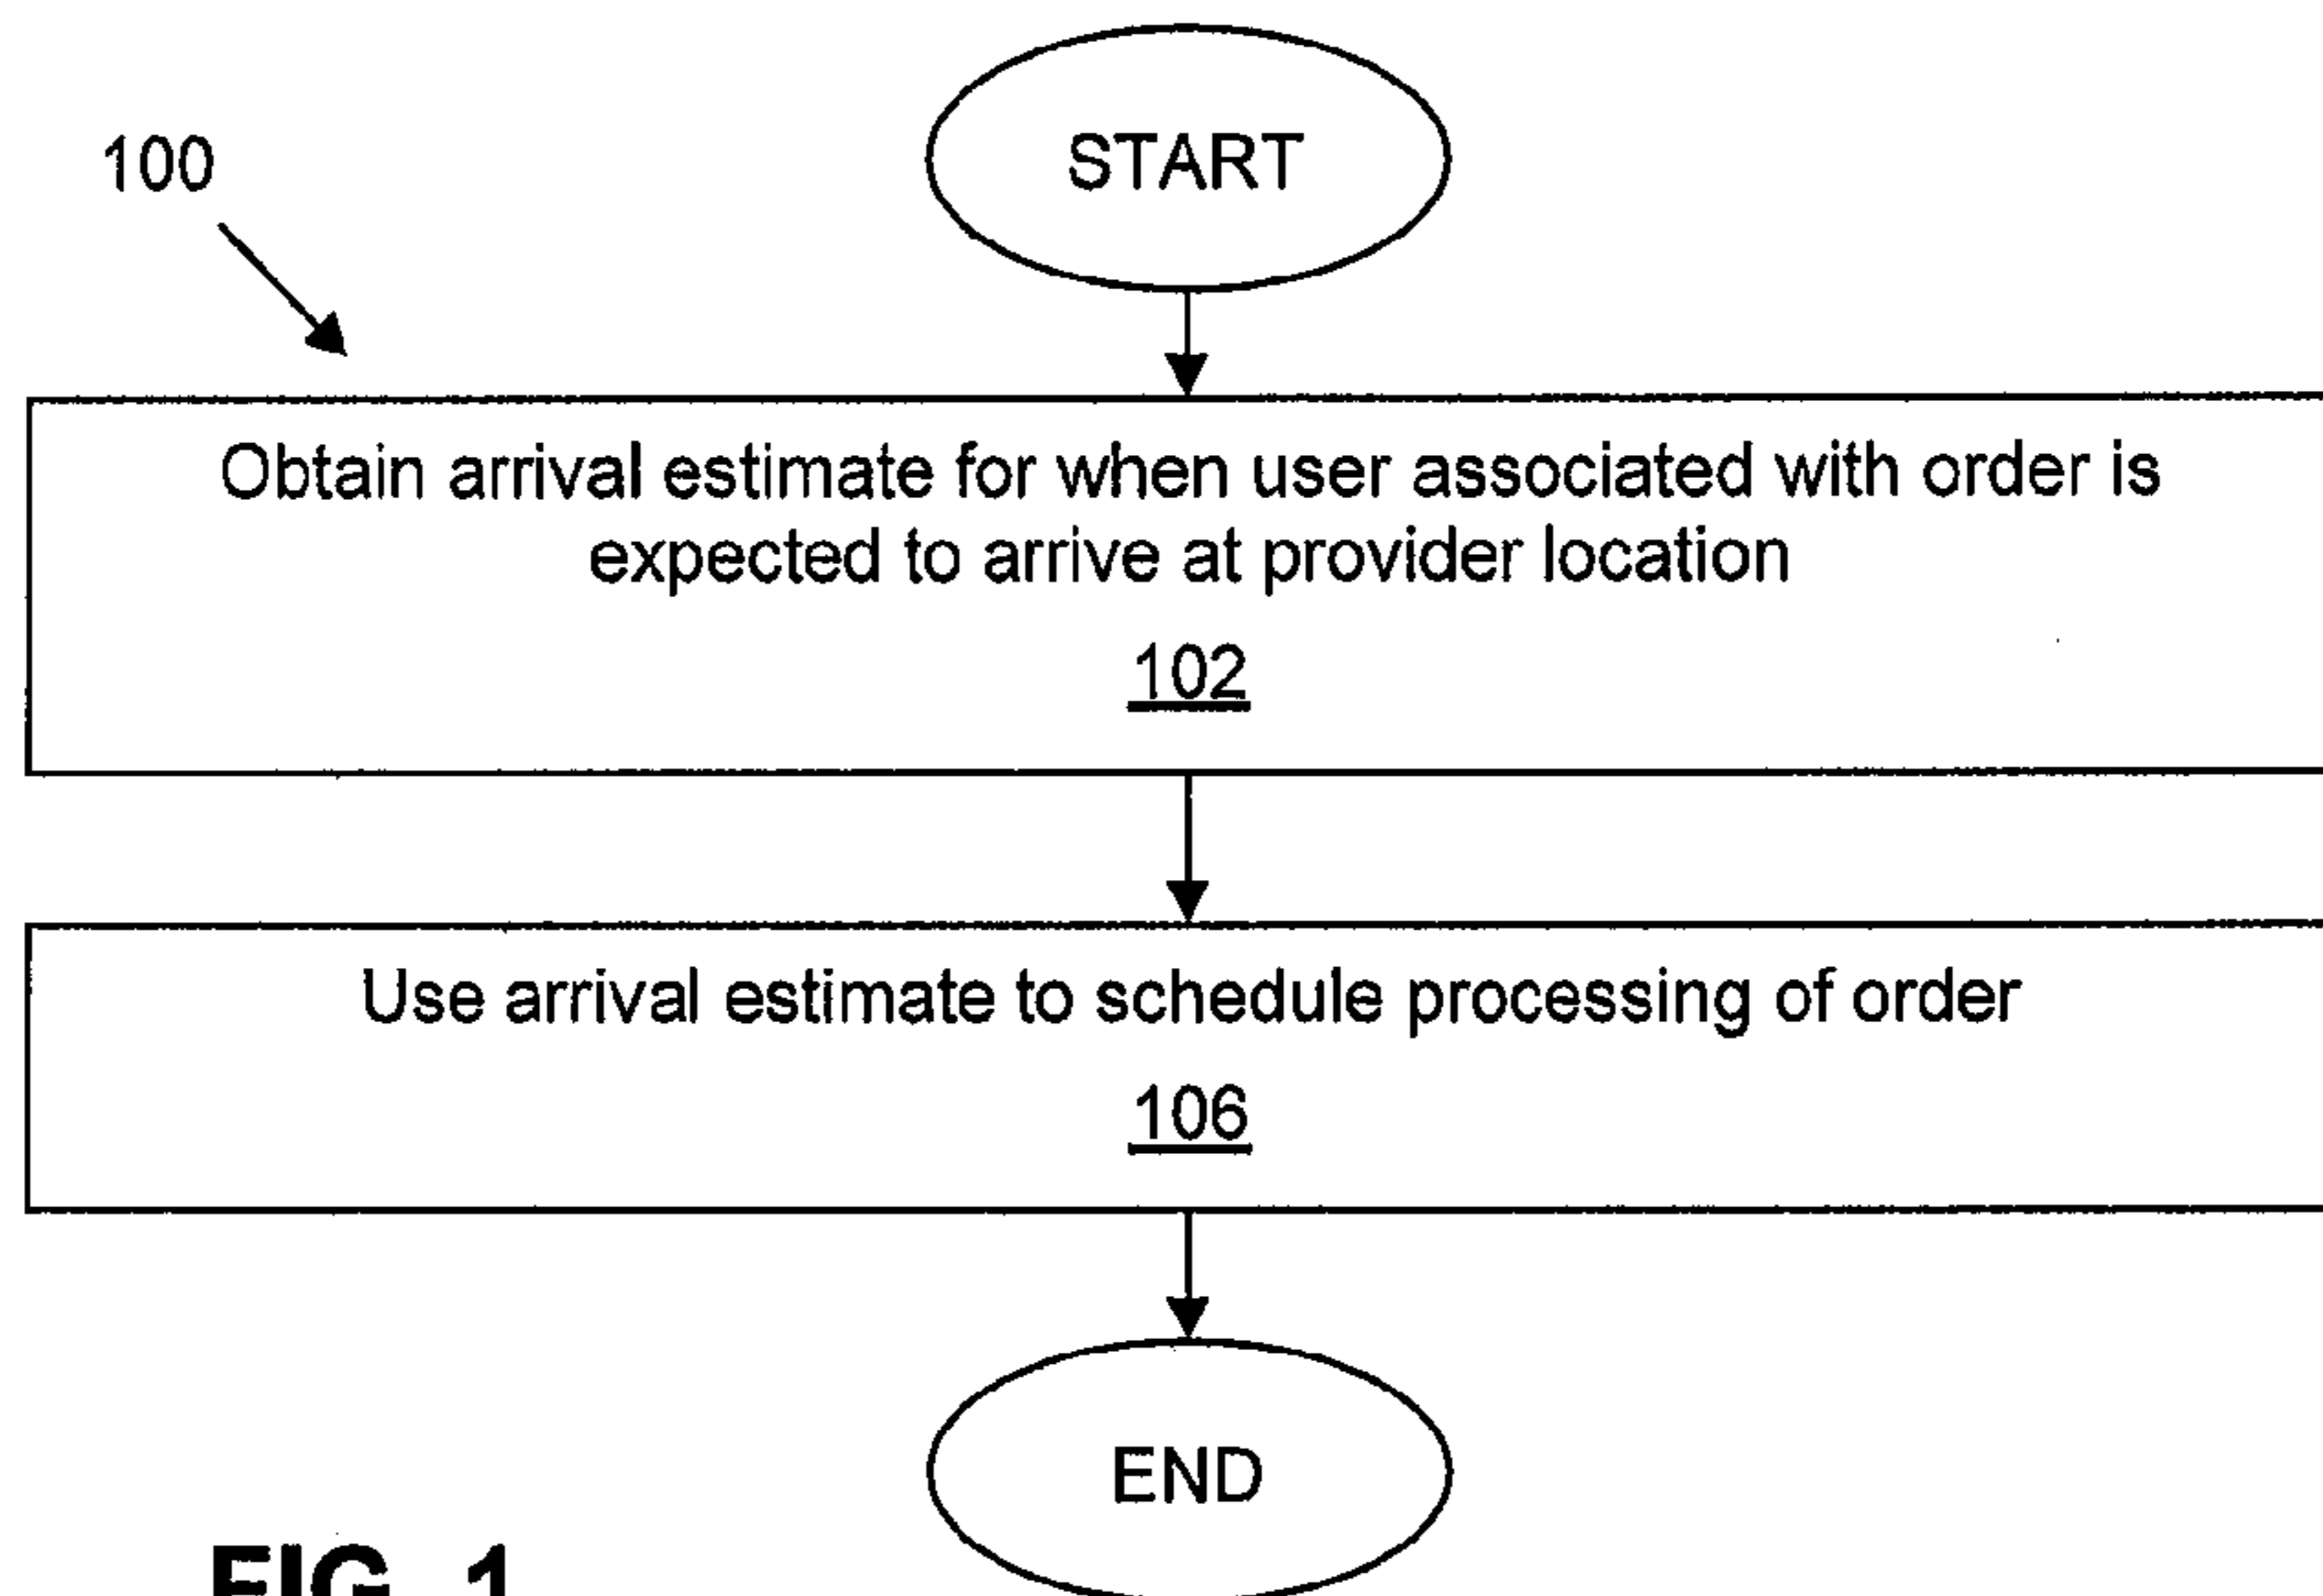 START
100
Obtain arrival estimate for when user associated with order is
expected to arrive at provider location
102
Use arrival estimate to schedule processing of order
106
END
FIG. 1